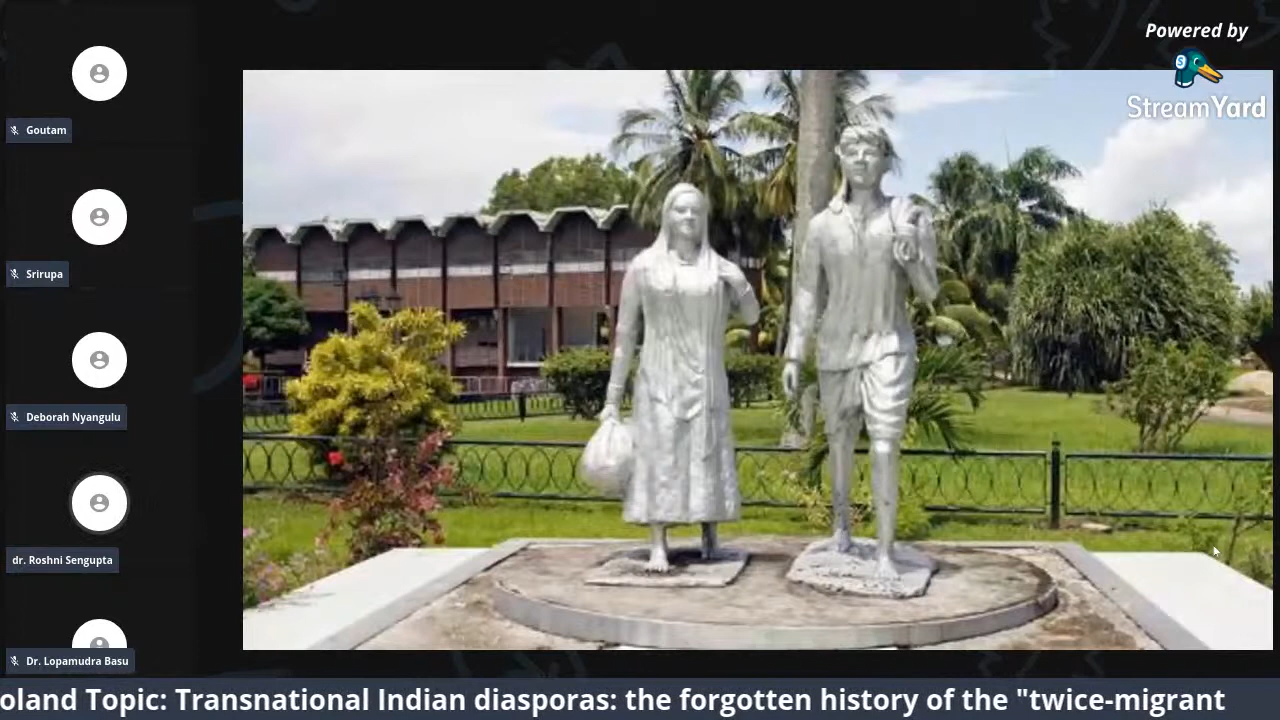 Powered by
StreamYard
Goutam
Srirupa
Deborah Nyangulu
dr. Roshni Sengupta
Dr. Lopamudra Basu
oland Topic: Transnational Indian diasporas: the forgotten history of the "twice-migrant